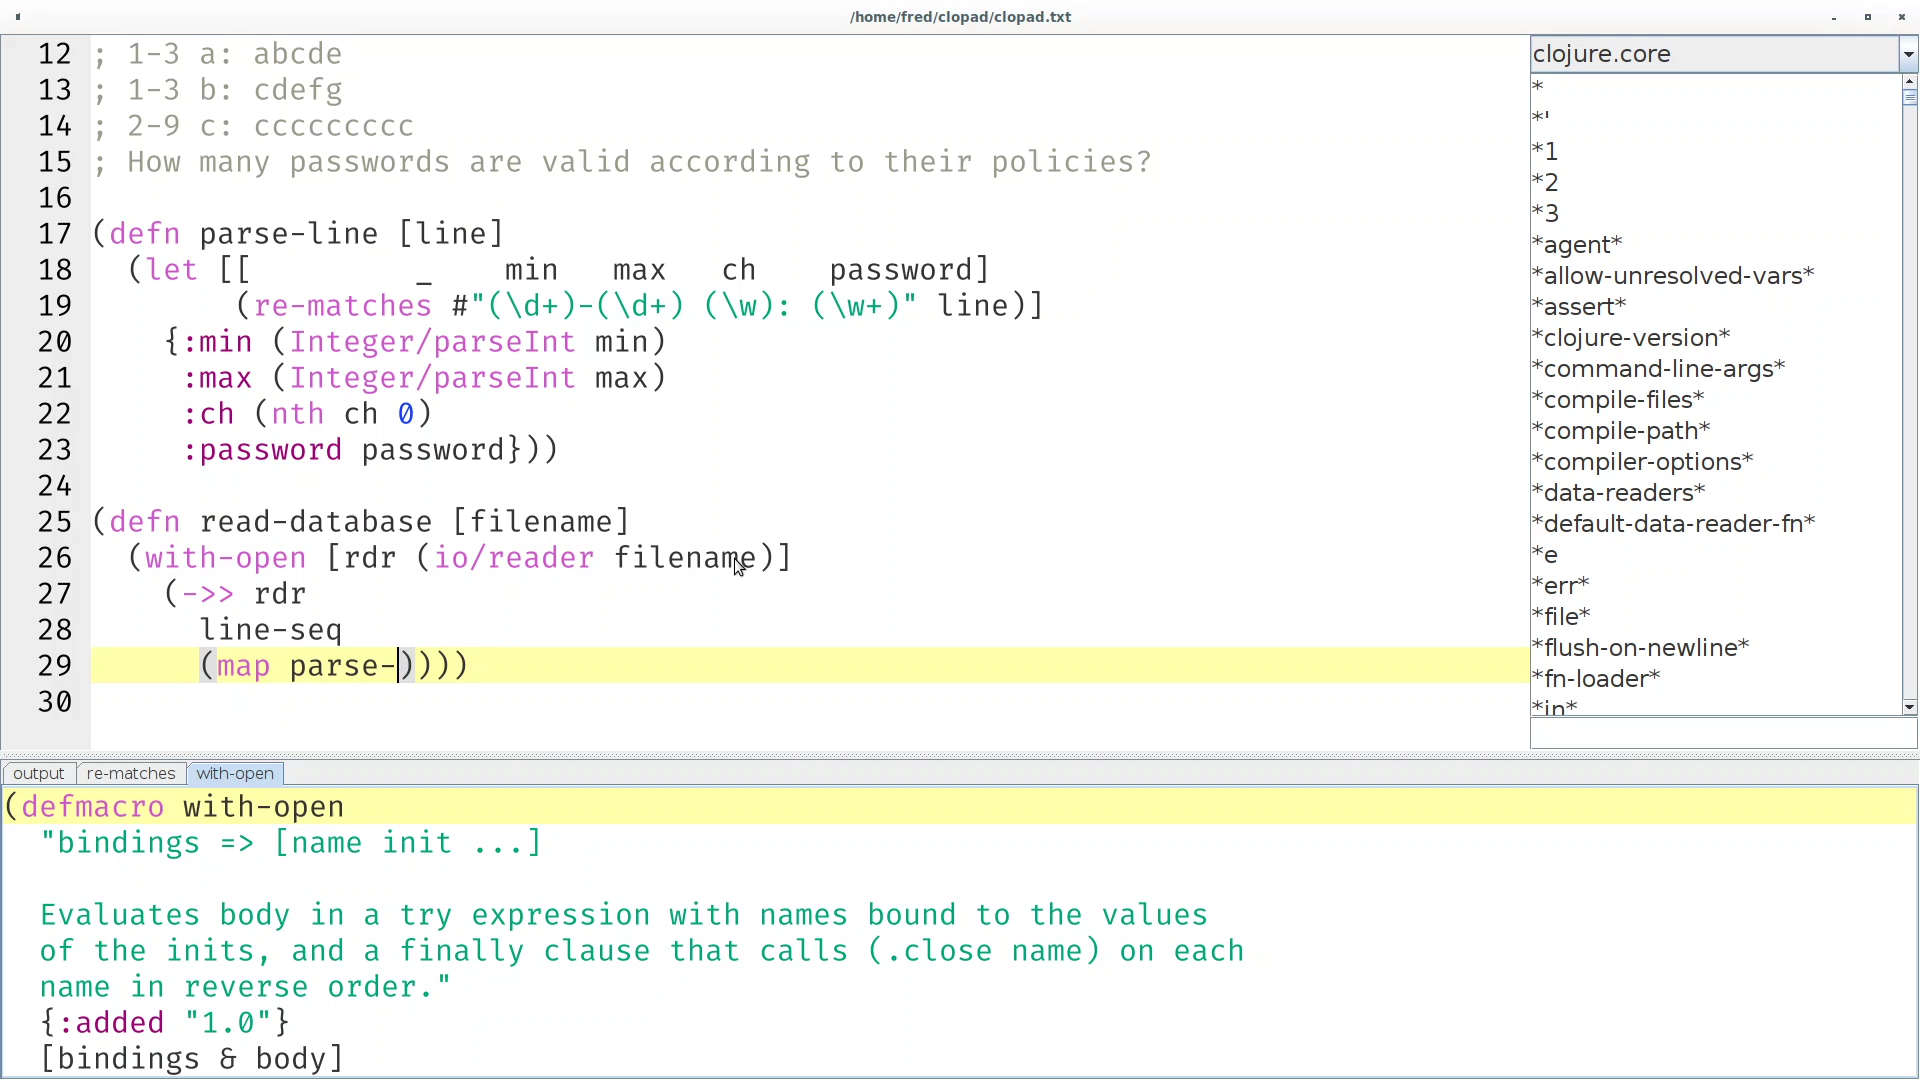 /home/fred/clopad/clopad.txt
12 ; 1-3 a: abcde
13 ; 1-3 b: cdefg
14 ; 2-9 c: ccccccccc
15 ; How many passwords are valid according to their policies?
16
17 (defn parse-line [line]
18   (let [[         _    min   max   ch    password]
19         (re-matches #"(\d+)-(\d+) (\w): (\w+)" line)]
20     {:min (Integer/parseInt min)
21      :max (Integer/parseInt max)
22      :ch (nth ch 0)
23      :password password}))
24
25 (defn read-database [filename]
26   (with-open [rdr (io/reader filename)]
27     (->> rdr
28       line-seq
29       (map parse-))))
30
clojure.core
*
*'
*1
*2
*3
*agent*
*allow-unresolved-vars*
*assert*
*clojure-version*
*command-line-args*
*compile-files*
*compile-path*
*compiler-options*
*data-readers*
*default-data-reader-fn*
*e
*err*
*file*
*flush-on-newline*
*fn-loader*
*in*
output re-matches with-open
(defmacro with-open
  "bindings => [name init ...]

  Evaluates body in a try expression with names bound to the values
  of the inits, and a finally clause that calls (.close name) on each
  name in reverse order."
  {:added "1.0"}
  [bindings & body]